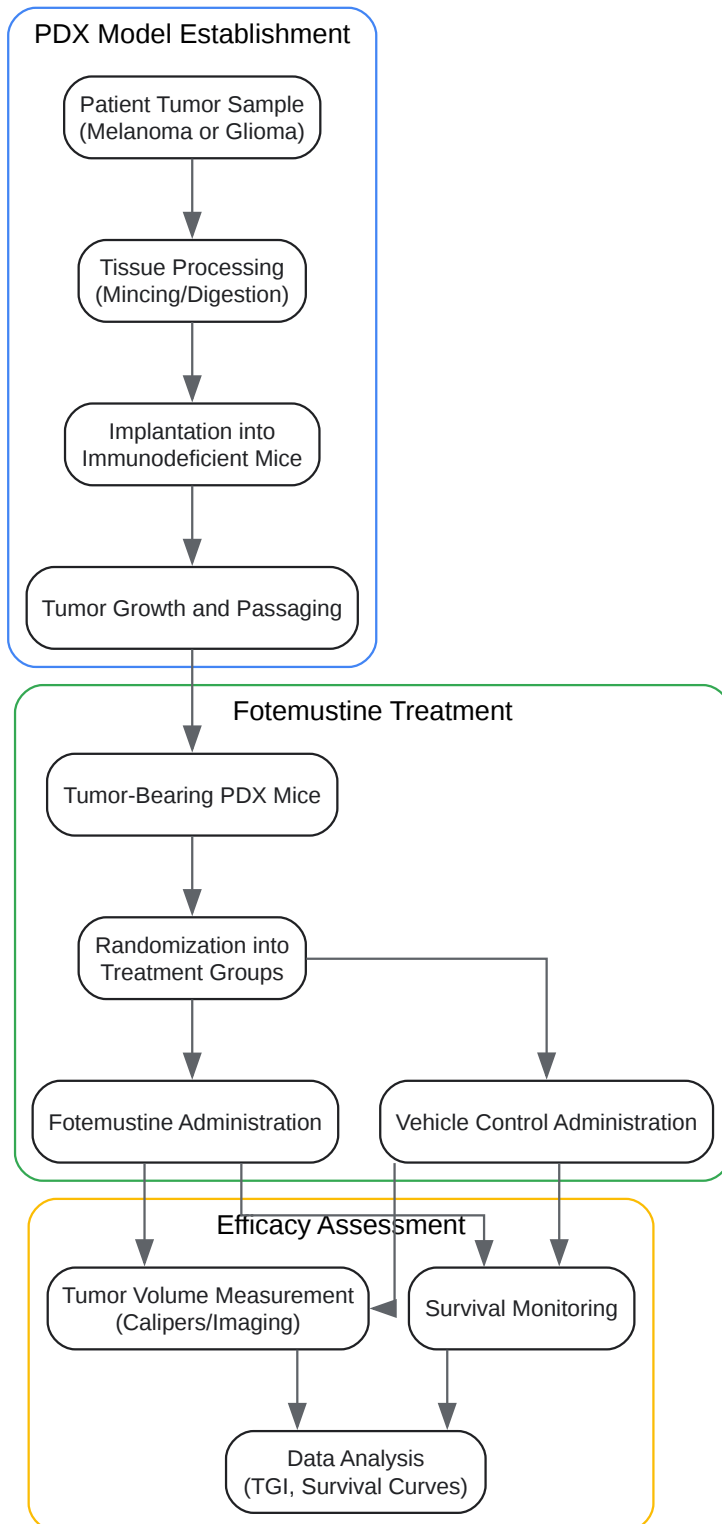 PDX Model Establishment
Patient Tumor Sample
(Melanoma or Glioma)
Tissue Processing
(Mincing/Digestion)
Implantation into
Immunodeficient Mice
Tumor Growth and Passaging
Fotemustine Treatment
Tumor-Bearing PDX Mice
Randomization into
Treatment Groups
Fotemustine Administration
Vehicle Control Administration
Efficacy Assessment
Tumor Volume Measurement
(Calipers/Imaging)
Survival Monitoring
Data Analysis
(TGI, Survival Curves)